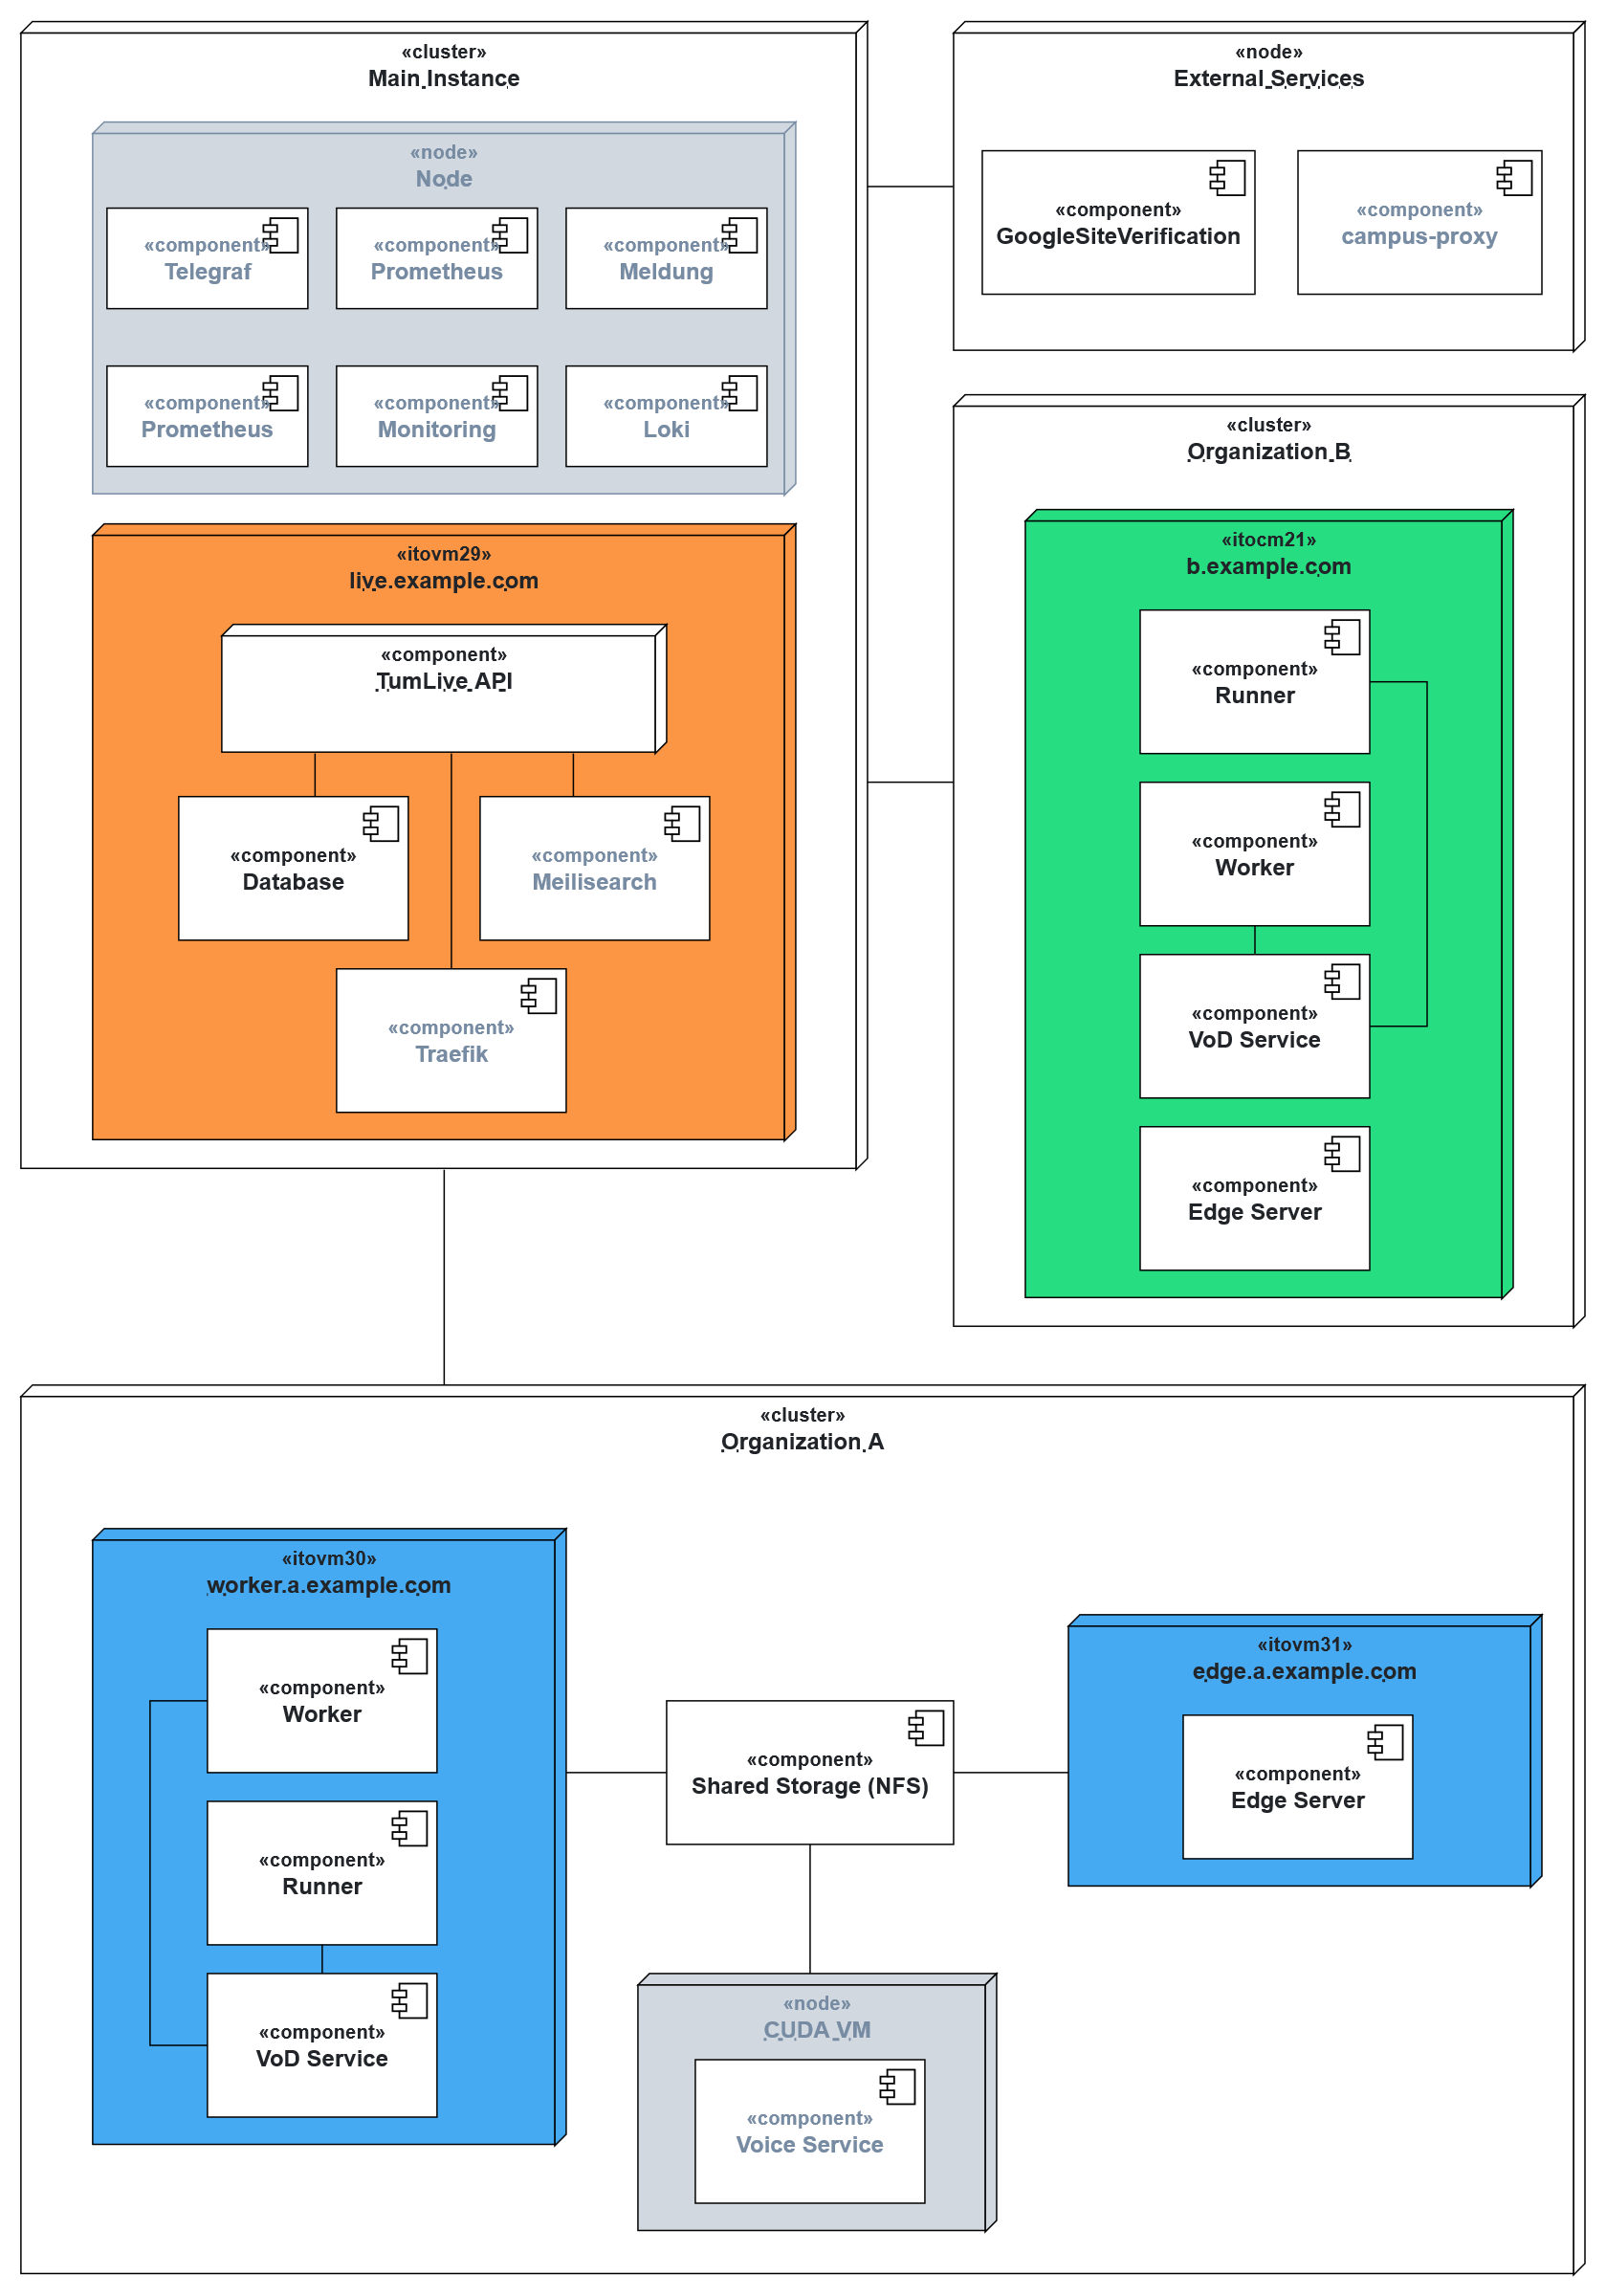 «cluster»
Main Instance
«node»
Node
«component»
Telegraf
«component»
Prometheus
«component»
Meldung
«component»
Prometheus
«component»
Monitoring
«component»
Loki
«itovm29»
live.example.com
«component»
TumLive API
«component»
Database
«component»
Meilisearch
«component»
Traefik
«node»
External Services
«component»
GoogleSiteVerification
«component»
campus-proxy
«cluster»
Organization B
«itocm21»
b.example.com
«component»
Runner
«component»
Worker
«component»
VoD Service
«component»
Edge Server
«cluster»
Organization A
«itovm30»
worker.a.example.com
«component»
Worker
«component»
Runner
«component»
VoD Service
«component»
Shared Storage (NFS)
«itovm31»
edge.a.example.com
«component»
Edge Server
«node»
CUDA VM
«component»
Voice Service